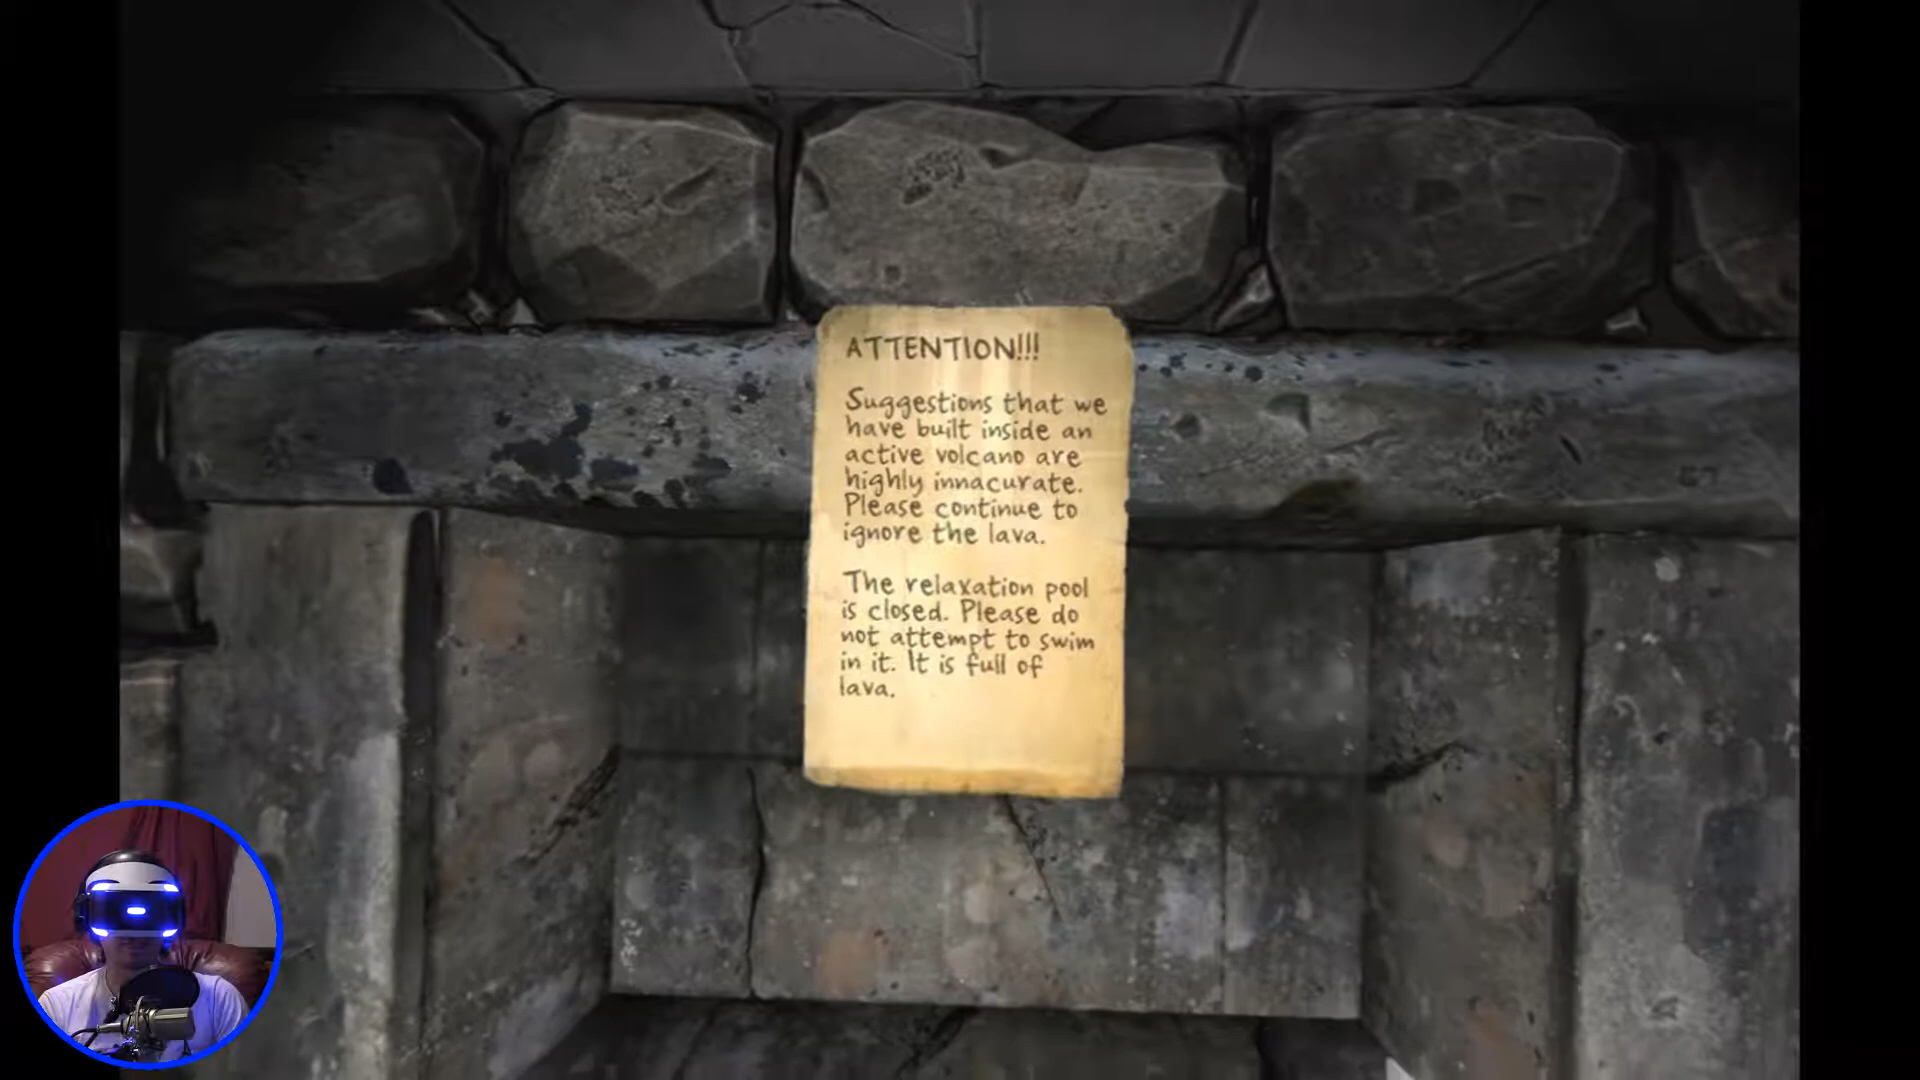 ATTENTION!!!
Suggestions that we
have built inside an
active volcano are
highly innacurate.
Please continue to
ignore the lava.
The relaxation pool
is closed. Please do
not attempt to swim
in it. It is full of
lava.